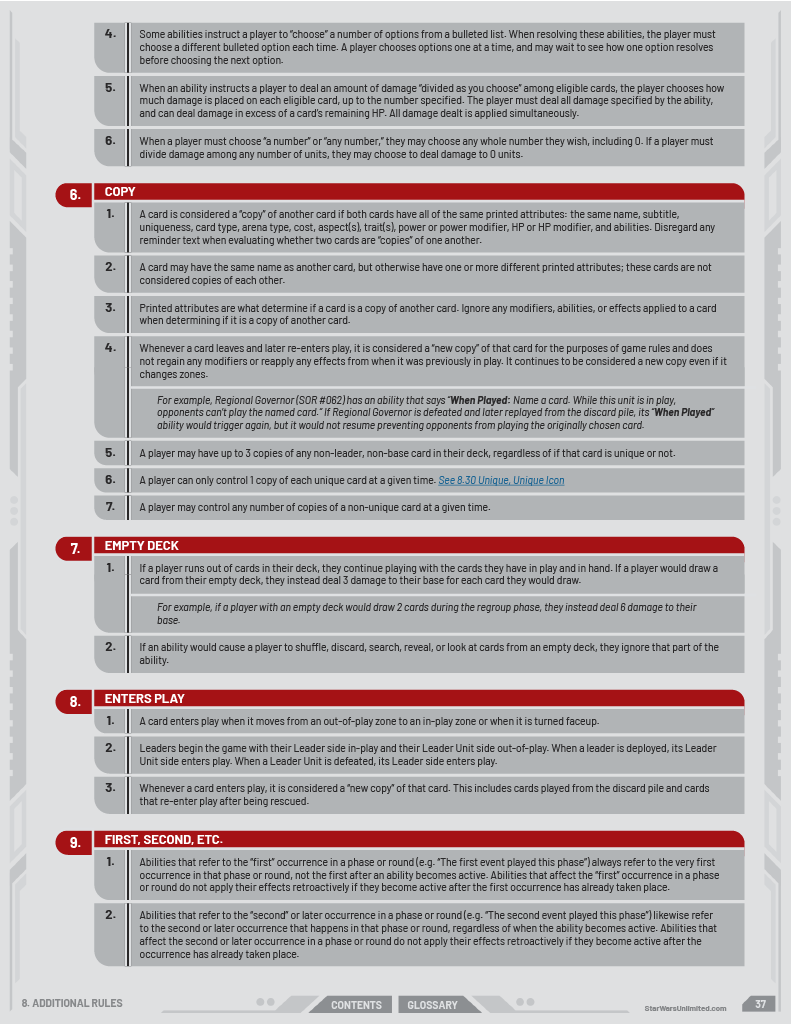 4. Some abilities instruct a player to "choose" a number of options from a bulleted list. When resolving these abilities, the player must
choose a different bulleted option each time. A player chooses options one at a time, and may wait to see how one option resolves
before choosing the next option.
5. When an ability instructs a player to deal an amount of damage "divided as you choose" among eligible cards, the player chooses how
much damage is placed on each eligible card, up to the number specified. The player must deal all damage specified by the ability,
and can deal damage in excess of a card's remaining HP. All damage dealt is applied simultaneously.
6. When a player must choose "a number" or "any number," they may choose any whole number they wish, including 0. If a player must
divide damage among any number of units, they may choose to deal damage to 0 units.
6. COPY
1. A card is considered a "copy" of another card if both cards have all of the same printed attributes: the same name, subtitle,
uniqueness, card type, arena type, cost, aspect(s), trait(s), power or power modifier, HP or HP modifier, and abilities. Disregard any
reminder text when evaluating whether two cards are "copies" of one another.
2. A card may have the same name as another card, but otherwise have one or more different printed attributes; these cards are not
considered copies of each other.
3. Printed attributes are what determine if a card is a copy of another card. Ignore any modifiers, abilities, or effects applied to a card
when determining if it is a copy of another card.
4. Whenever a card leaves and later re-enters play, it is considered a "new copy" of that card for the purposes of game rules and does
not regain any modifiers or reapply any effects from when it was previously in play. It continues to be considered a new copy even if it
changes zones.
For example, Regional Governor (SOR #062) has an ability that says "When Played: Name a card. While this unit is in play,
opponents can't play the named card." If Regional Governor is defeated and later replayed from the discard pile, its "When Played"
ability would trigger again, but it would not resume preventing opponents from playing the originally chosen card.
5. A player may have up to 3 copies of any non-leader, non-base card in their deck, regardless of if that card is unique or not.
6. A player can only control 1 copy of each unique card at a given time. See 8.30 Unique, Unique Icon
7. A player may control any number of copies of a non-unique card at a given time.
7. EMPTY DECK
1. If a player runs out of cards in their deck, they continue playing with the cards they have in play and in hand. If a player would draw a
card from their empty deck, they instead deal 3 damage to their base for each card they would draw.
For example, if a player with an empty deck would draw 2 cards during the regroup phase, they instead deal 6 damage to their
base.
2. If an ability would cause a player to shuffle, discard, search, reveal, or look at cards from an empty deck, they ignore that part of the
ability.
8. ENTERS PLAY
1. A card enters play when it moves from an out-of-play zone to an in-play zone or when it is turned faceup.
2. Leaders begin the game with their Leader side in-play and their Leader Unit side out-of-play. When a leader is deployed, its Leader
Unit side enters play. When a Leader Unit is defeated, its Leader side enters play.
3. Whenever a card enters play, it is considered a "new copy" of that card. This includes cards played from the discard pile and cards
that re-enter play after being rescued.
9. FIRST, SECOND, ETC.
1. Abilities that refer to the "first" occurrence in a phase or round (e.g. "The first event played this phase") always refer to the very first
occurrence in that phase or round, not the first after an ability becomes active. Abilities that affect the "first" occurrence in a phase
or round do not apply their effects retroactively if they become active after the first occurrence has already taken place.
2. Abilities that refer to the "second" or later occurrence in a phase or round (e.g. "The second event played this phase") likewise refer
to the second or later occurrence that happens in that phase or round, regardless of when the ability becomes active. Abilities that
affect the second or later occurrence in a phase or round do not apply their effects retroactively if they become active after the
occurrence has already taken place.
8. ADDITIONAL RULES CONTENTS GLOSSARY StarWarsUnlimited.com 37